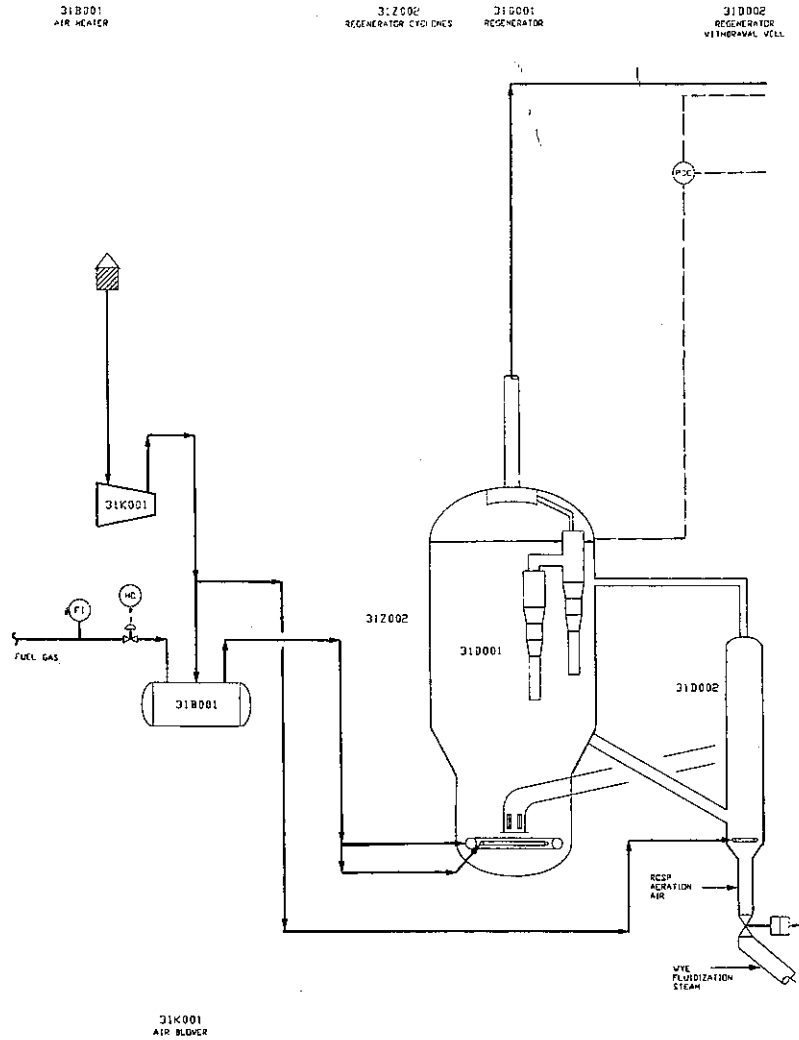 31B001
AIR HEATER
31Z002
REGENERATOR CYCLONES
31G001
REGENERATOR
31D002
REGENERATOR
WITHDRAWAL WELL
PDC
31K001
FI
HC
FUEL GAS
31B001
31Z002
31D001
31D002
RCSP
AERATION
AIR
WYE
FLUIDIZATION
STEAM
31K001
AIR BLOWER